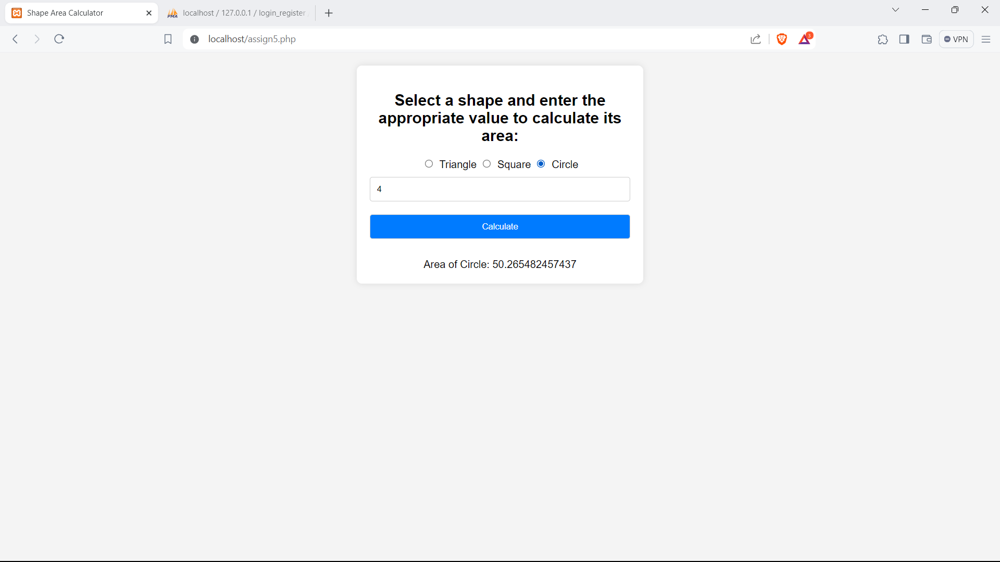 Shape Area Calculator
localhost / 127.0.0.1 / login_register
PMA
localhost/assign5.php
3
VPN
Select a shape and enter the
appropriate value to calculate its
area:
Triangle Square Circle
4
Calculate
Area of Circle: 50.265482457437